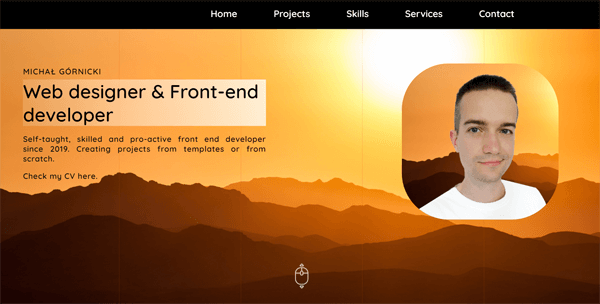 Home Projects Skills Services Contact
MICHAŁ GÓRNICKI
Web designer & Front-end
developer
Self-taught, skilled and pro-active front end developer
since 2019. Creating projects from templates or from
scratch.
Check my CV here.